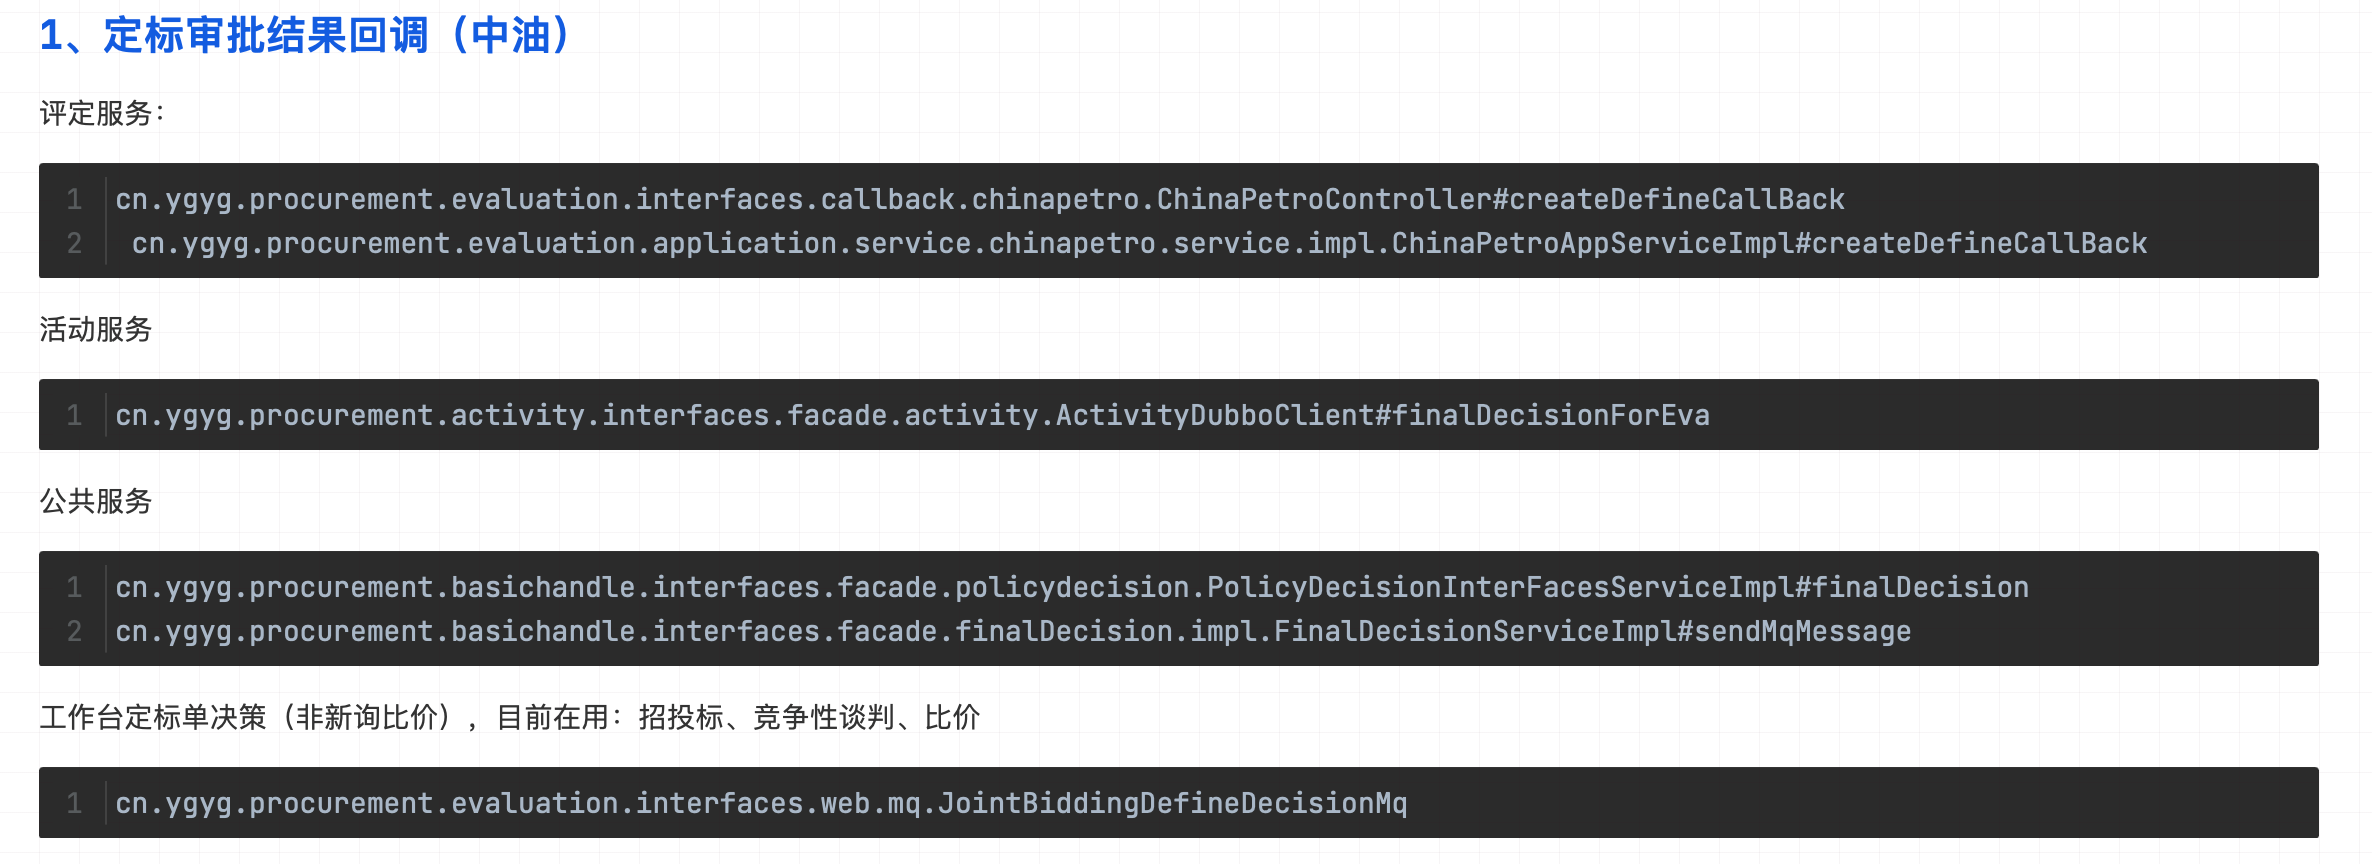 1、定标审批结果回调（中油）
评定服务：
1 cn.ygyg.procurement.evaluation.interfaces.callback.chinapetro.ChinaPetroController#createDefineCallBack
2  cn.ygyg.procurement.evaluation.application.service.chinapetro.service.impl.ChinaPetroAppServiceImpl#createDefineCallBack
活动服务
1 cn.ygyg.procurement.activity.interfaces.facade.activity.ActivityDubboClient#finalDecisionForEva
公共服务
1 cn.ygyg.procurement.basichandle.interfaces.facade.policydecision.PolicyDecisionInterFacesServiceImpl#finalDecision
2 cn.ygyg.procurement.basichandle.interfaces.facade.finalDecision.impl.FinalDecisionServiceImpl#sendMqMessage
工作台定标单决策（非新询比价），目前在用：招投标、竞争性谈判、比价
1 cn.ygyg.procurement.evaluation.interfaces.web.mq.JointBiddingDefineDecisionMq